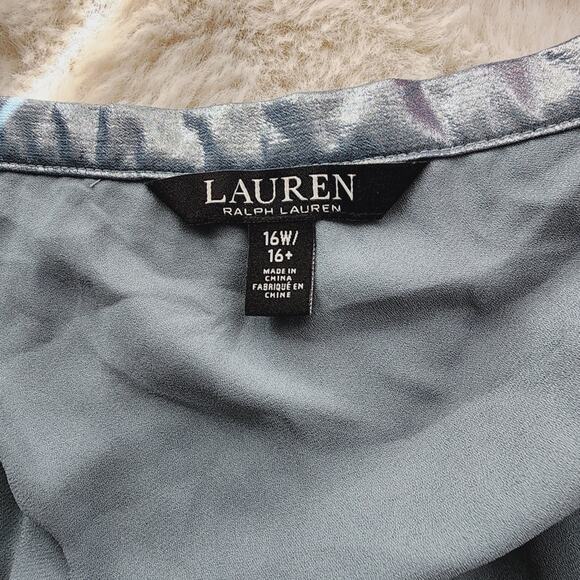 LAUREN
RALPH LAUREN
16W/
16+
MADE IN
CHINA
FABRIQUÉ EN
CHINE